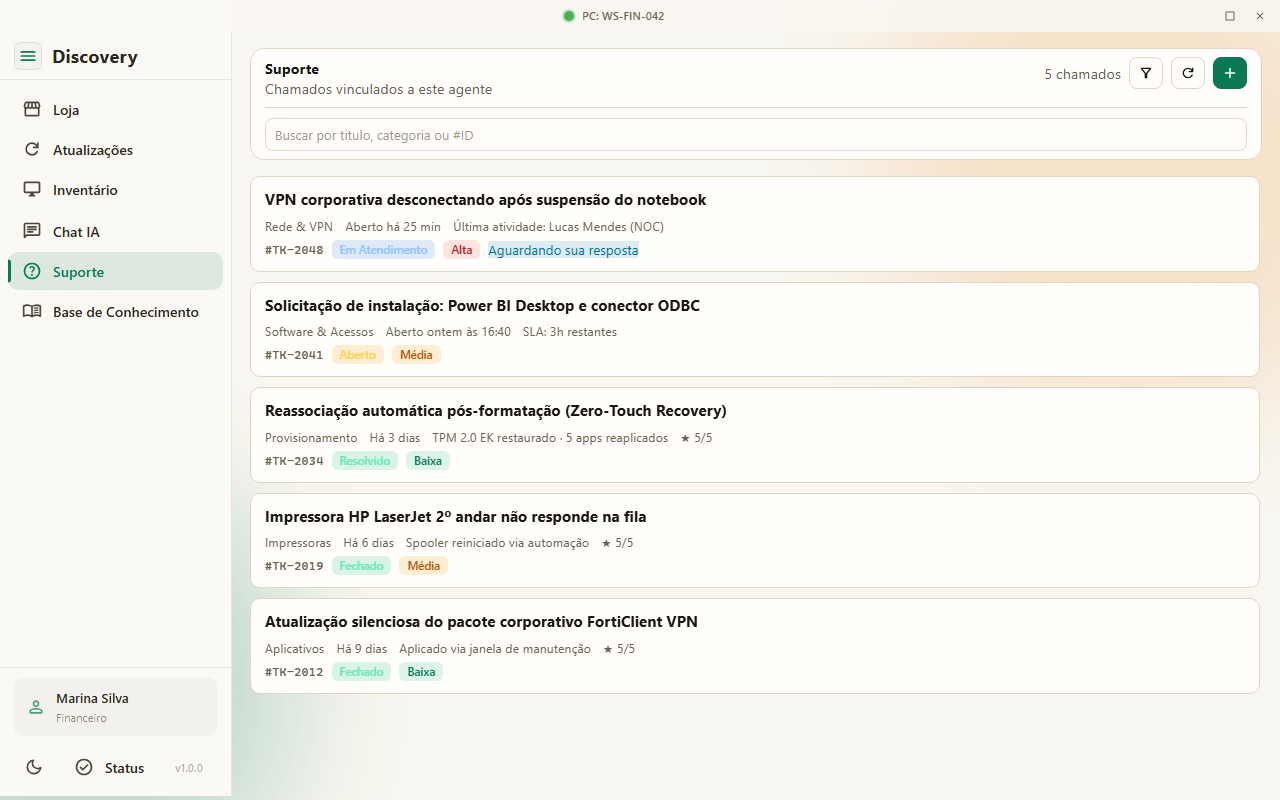 PC: WS-FIN-042
Discovery
Loja
Atualizações
Inventário
Chat IA
Suporte
Base de Conhecimento
Marina Silva
Financeiro
Status
v1.0.0
Suporte
Chamados vinculados a este agente
5 chamados
Buscar por titulo, categoria ou #ID
VPN corporativa desconectando após suspensão do notebook
Rede & VPN Aberto há 25 min Última atividade: Lucas Mendes (NOC)
#TK-2048 Em Atendimento Alta Aguardando sua resposta
Solicitação de instalação: Power BI Desktop e conector ODBC
Software & Acessos Aberto ontem às 16:40 SLA: 3h restantes
#TK-2041 Aberto Média
Reassociação automática pós-formatação (Zero-Touch Recovery)
Provisionamento Há 3 dias TPM 2.0 EK restaurado · 5 apps reaplicados ★ 5/5
#TK-2034 Resolvido Baixa
Impressora HP LaserJet 2º andar não responde na fila
Impressoras Há 6 dias Spooler reiniciado via automação ★ 5/5
#TK-2019 Fechado Média
Atualização silenciosa do pacote corporativo FortiClient VPN
Aplicativos Há 9 dias Aplicado via janela de manutenção ★ 5/5
#TK-2012 Fechado Baixa